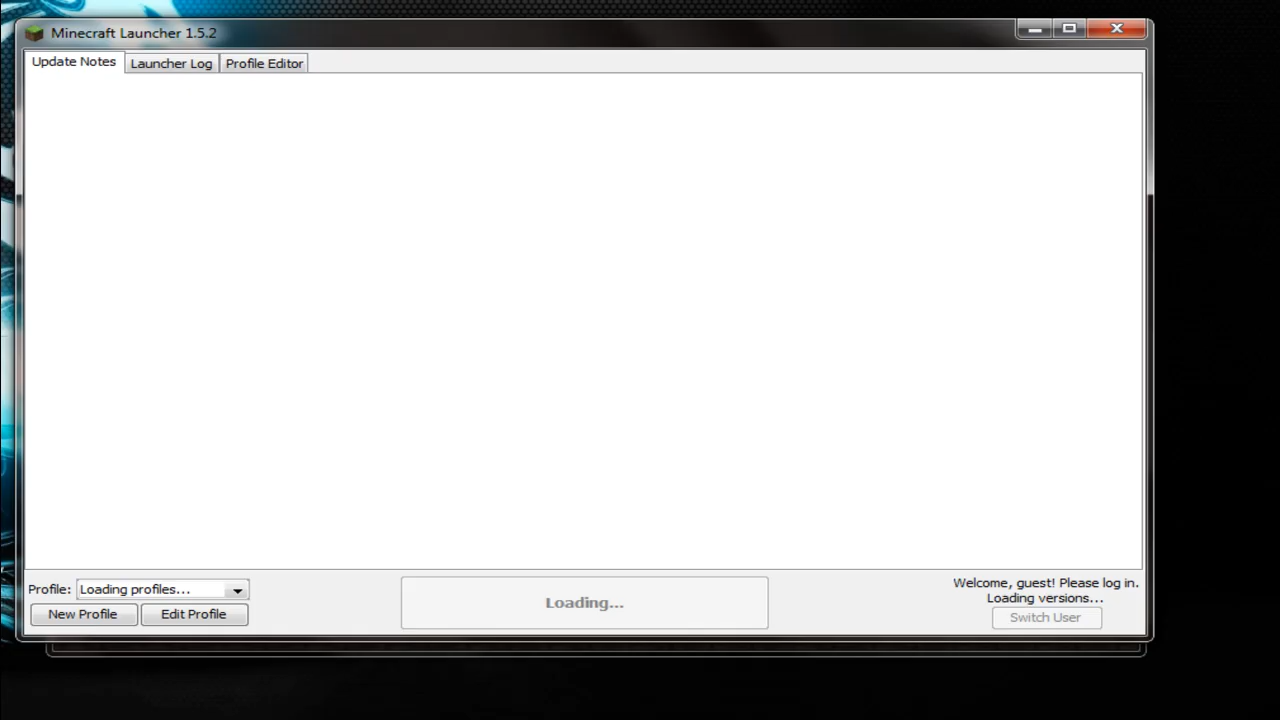 Minecraft Launcher 1.5.2
Update Notes
Launcher Log
Profile Editor
Profile: Loading profiles...
New Profile
Edit Profile
Loading...
Welcome, guest! Please log in.
Loading versions...
Switch User